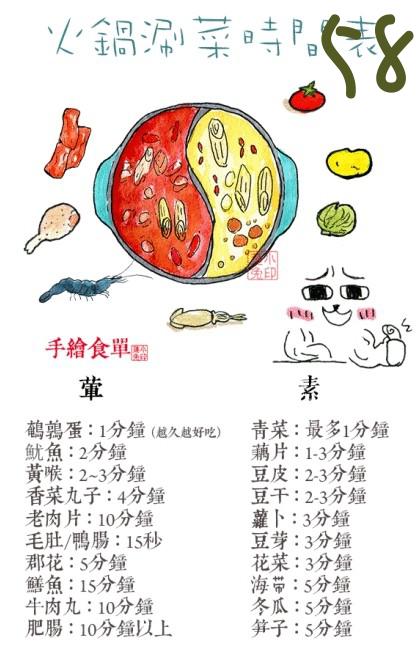 火鍋涮菜時間表
58
手繪食單
葷
鵪鶉蛋：1分鐘（越久越好吃）
魷魚：2分鐘
黃喉：2~3分鐘
香菜丸子：4分鐘
老肉片：10分鐘
毛肚/鴨腸：15秒
郡花：5分鐘
鱔魚：15分鐘
牛肉丸：10分鐘
肥腸：10分鐘以上
素
青菜：最多1分鐘
藕片：1-3分鐘
豆皮：2-3分鐘
豆干：2-3分鐘
蘿卜：3分鐘
豆芽：3分鐘
花菜：3分鐘
海帶：5分鐘
冬瓜：5分鐘
笋子：5分鐘